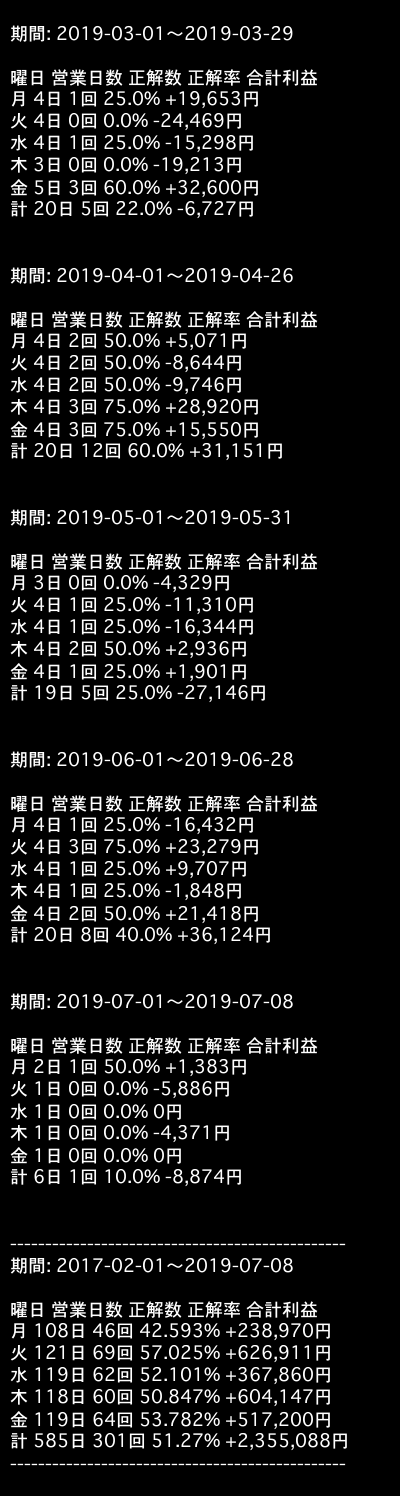 期間: 2019-03-01〜2019-03-29
曜日 営業日数 正解数 正解率 合計利益
月 4日 1回 25.0% +19,653円
火 4日 0回 0.0% -24,469円
水 4日 1回 25.0% -15,298円
木 3日 0回 0.0% -19,213円
金 5日 3回 60.0% +32,600円
計 20日 5回 22.0% -6,727円
期間: 2019-04-01〜2019-04-26
曜日 営業日数 正解数 正解率 合計利益
月 4日 2回 50.0% +5,071円
火 4日 2回 50.0% -8,644円
水 4日 2回 50.0% -9,746円
木 4日 3回 75.0% +28,920円
金 4日 3回 75.0% +15,550円
計 20日 12回 60.0% +31,151円
期間: 2019-05-01〜2019-05-31
曜日 営業日数 正解数 正解率 合計利益
月 3日 0回 0.0% -4,329円
火 4日 1回 25.0% -11,310円
水 4日 1回 25.0% -16,344円
木 4日 2回 50.0% +2,936円
金 4日 1回 25.0% +1,901円
計 19日 5回 25.0% -27,146円
期間: 2019-06-01〜2019-06-28
曜日 営業日数 正解数 正解率 合計利益
月 4日 1回 25.0% -16,432円
火 4日 3回 75.0% +23,279円
水 4日 1回 25.0% +9,707円
木 4日 1回 25.0% -1,848円
金 4日 2回 50.0% +21,418円
計 20日 8回 40.0% +36,124円
期間: 2019-07-01〜2019-07-08
曜日 営業日数 正解数 正解率 合計利益
月 2日 1回 50.0% +1,383円
火 1日 0回 0.0% -5,886円
水 1日 0回 0.0% 0円
木 1日 0回 0.0% -4,371円
金 1日 0回 0.0% 0円
計 6日 1回 10.0% -8,874円
------------------------------------------------
期間: 2017-02-01〜2019-07-08
曜日 営業日数 正解数 正解率 合計利益
月 108日 46回 42.593% +238,970円
火 121日 69回 57.025% +626,911円
水 119日 62回 52.101% +367,860円
木 118日 60回 50.847% +604,147円
金 119日 64回 53.782% +517,200円
計 585日 301回 51.27% +2,355,088円
------------------------------------------------